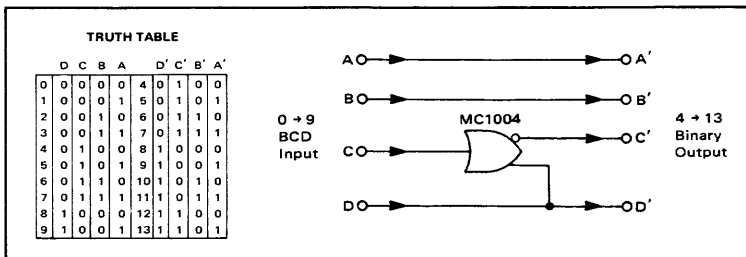 TRUTH TABLE
D C B A D' C' B' A'
0 0 0 0 0 4 0 1 0 0
1 0 0 0 1 5 0 1 0 1
2 0 0 1 0 6 0 1 1 0
3 0 0 1 1 7 0 1 1 1
4 0 1 0 0 8 1 0 0 0
5 0 1 0 1 9 1 0 0 1
6 0 1 1 0 10 1 0 1 0
7 0 1 1 1 11 1 0 1 1
8 1 0 0 0 12 1 1 0 0
9 1 0 0 1 13 1 1 0 1
0 → 9
BCD
Input
A
B
C
D
MC1004
A'
B'
C'
D'
4 → 13
Binary
Output